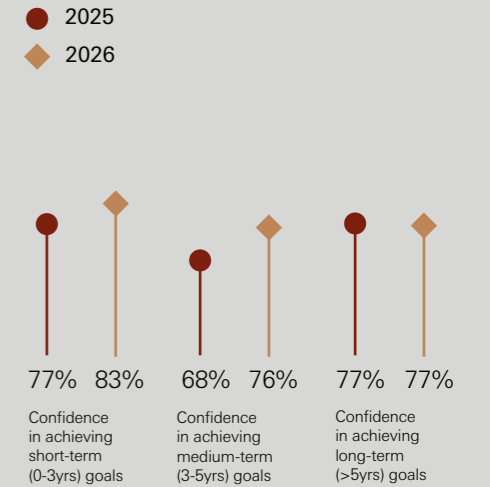 2025
2026
77% 83% 68% 76% 77% 77%
Confidence
in achieving
short-term
(0-3yrs) goals
Confidence
in achieving
medium-term
(3-5yrs) goals
Confidence
in achieving
long-term
(>5yrs) goals